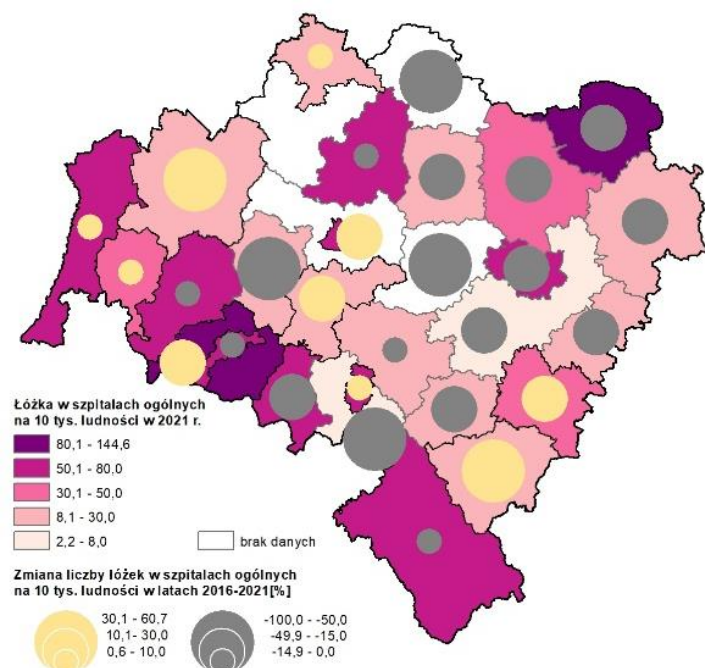 Łóżka w szpitalach ogólnych
na 10 tys. ludności w 2021 r.
80,1 - 144,6
50,1 - 80,0
30,1 - 50,0
8,1 - 30,0
2,2 - 8,0
brak danych
Zmiana liczby łóżek w szpitalach ogólnych
na 10 tys. ludności w latach 2016-2021[%]
30,1 - 60,7
10,1- 30,0
0,6 - 10,0
-100,0 - -50,0
-49,9 - -15,0
-14,9 - 0,0